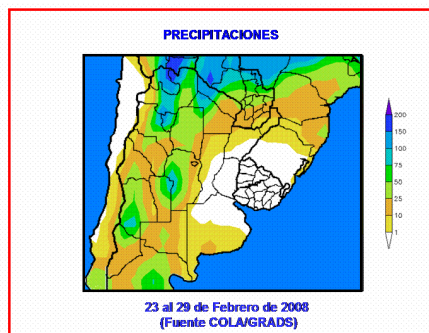 PRECIPITACIONES
200
150
100
75
50
25
10
1
23 al 29 de Febrero de 2008
(Fuente COLA/GRADS)